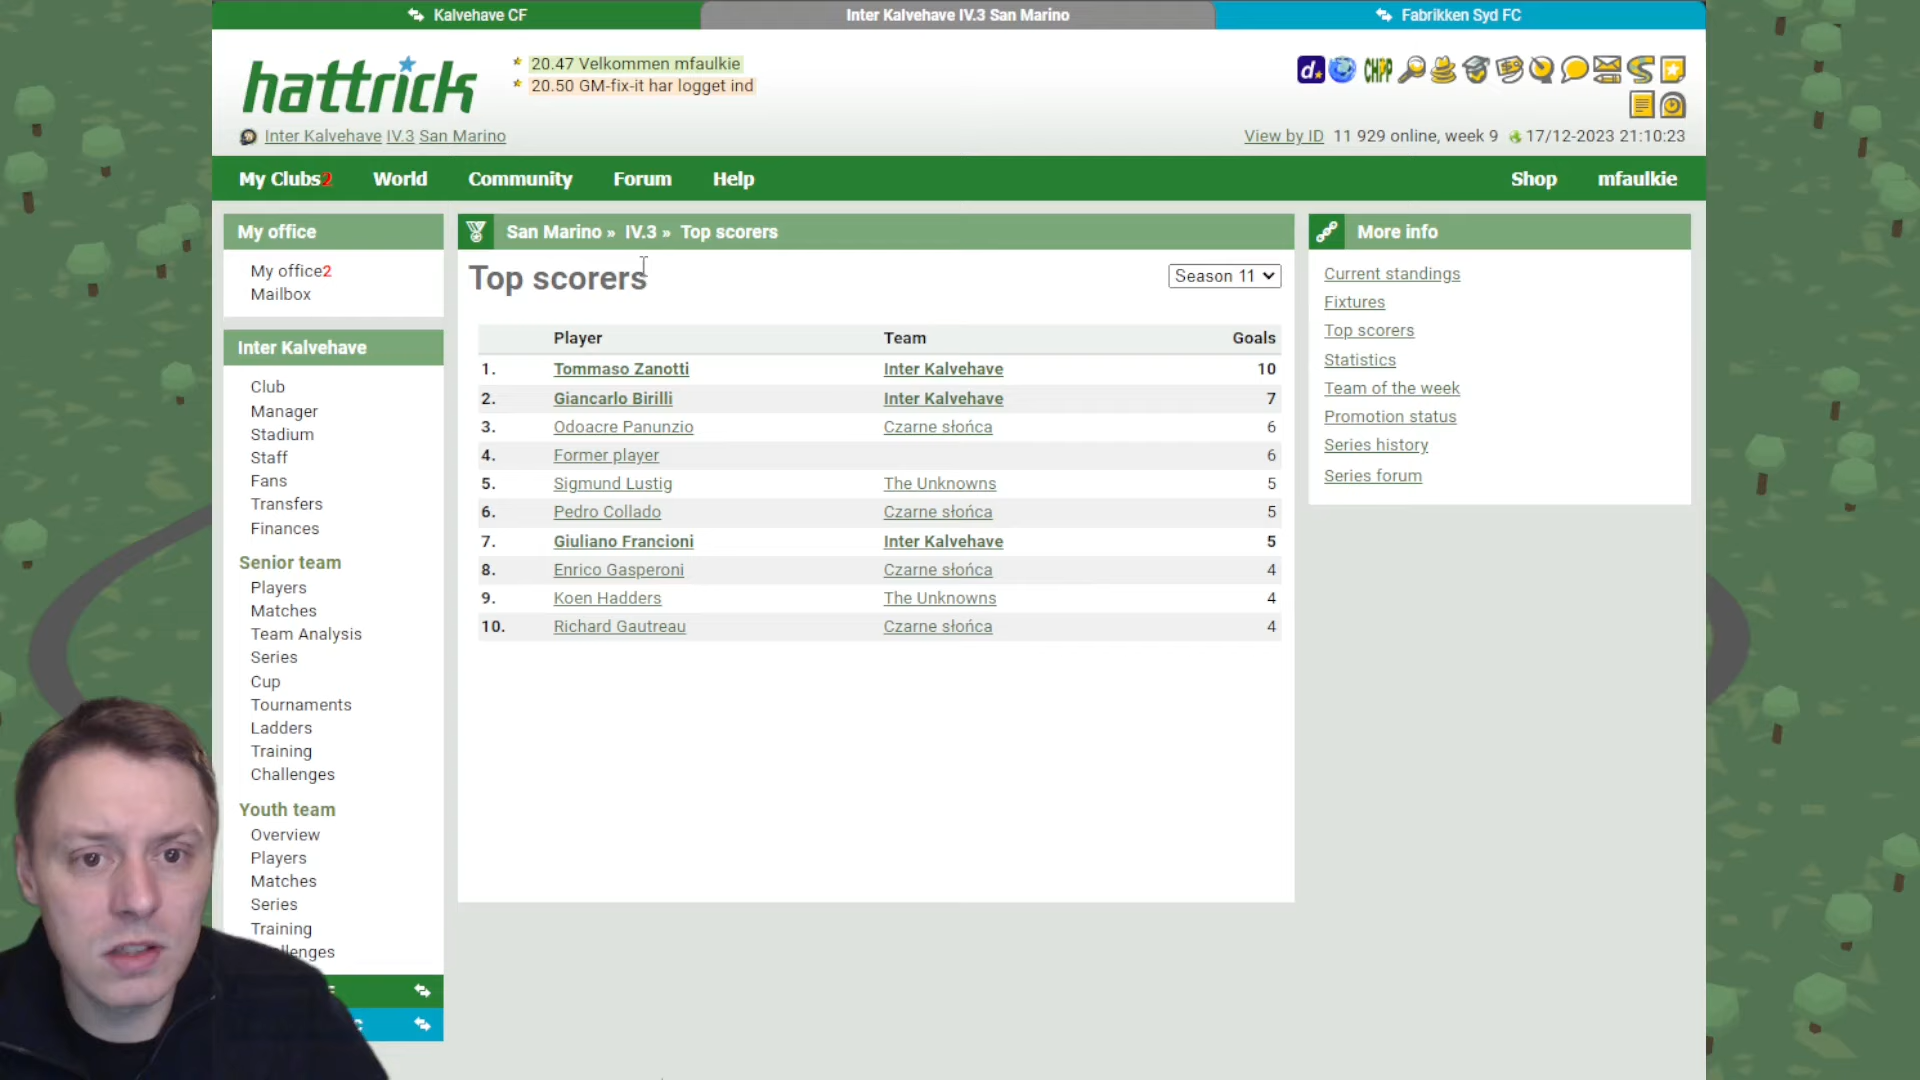 Kalvehave CF
Inter Kalvehave IV.3 San Marino
Fabrikken Syd FC
hattrick
20.47 Velkommen mfaulkie
20.50 GM-fix-it har logget ind
CHPP
Inter Kalvehave IV.3 San Marino
View by ID 11 929 online, week 9 17/12-2023 21:10:23
My Clubs2 World Community Forum Help Shop mfaulkie
My office
My office2
Mailbox
Inter Kalvehave
Club
Manager
Stadium
Staff
Fans
Transfers
Finances
Senior team
Players
Matches
Team Analysis
Series
Cup
Tournaments
Ladders
Training
Challenges
Youth team
Overview
Players
Matches
Series
Training
San Marino » IV.3 » Top scorers
Top scorers
Season 11
Player Team Goals
1. Tommaso Zanotti Inter Kalvehave 10
2. Giancarlo Birilli Inter Kalvehave 7
3. Odoacre Panunzio Czarne słońca 6
4. Former player 6
5. Sigmund Lustig The Unknowns 5
6. Pedro Collado Czarne słońca 5
7. Giuliano Francioni Inter Kalvehave 5
8. Enrico Gasperoni Czarne słońca 4
9. Koen Hadders The Unknowns 4
10. Richard Gautreau Czarne słońca 4
More info
Current standings
Fixtures
Top scorers
Statistics
Team of the week
Promotion status
Series history
Series forum